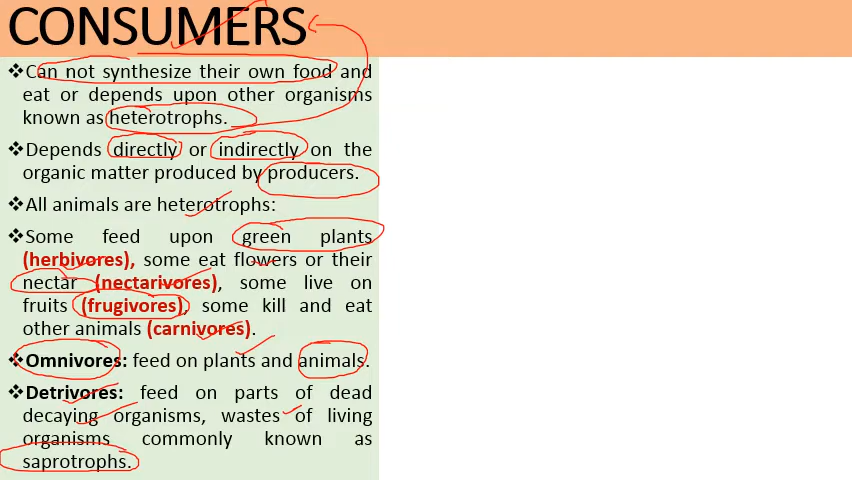 CONSUMERS
❖Can not synthesize their own food and
eat or depends upon other organisms
known as heterotrophs.
❖Depends directly or indirectly on the
organic matter produced by producers.
❖All animals are heterotrophs:
❖Some feed upon green plants
(herbivores), some eat flowers or their
nectar (nectarivores), some live on
fruits (frugivores), some kill and eat
other animals (carnivores).
❖Omnivores: feed on plants and animals.
❖Detrivores: feed on parts of dead
decaying organisms, wastes of living
organisms commonly known as
saprotrophs.